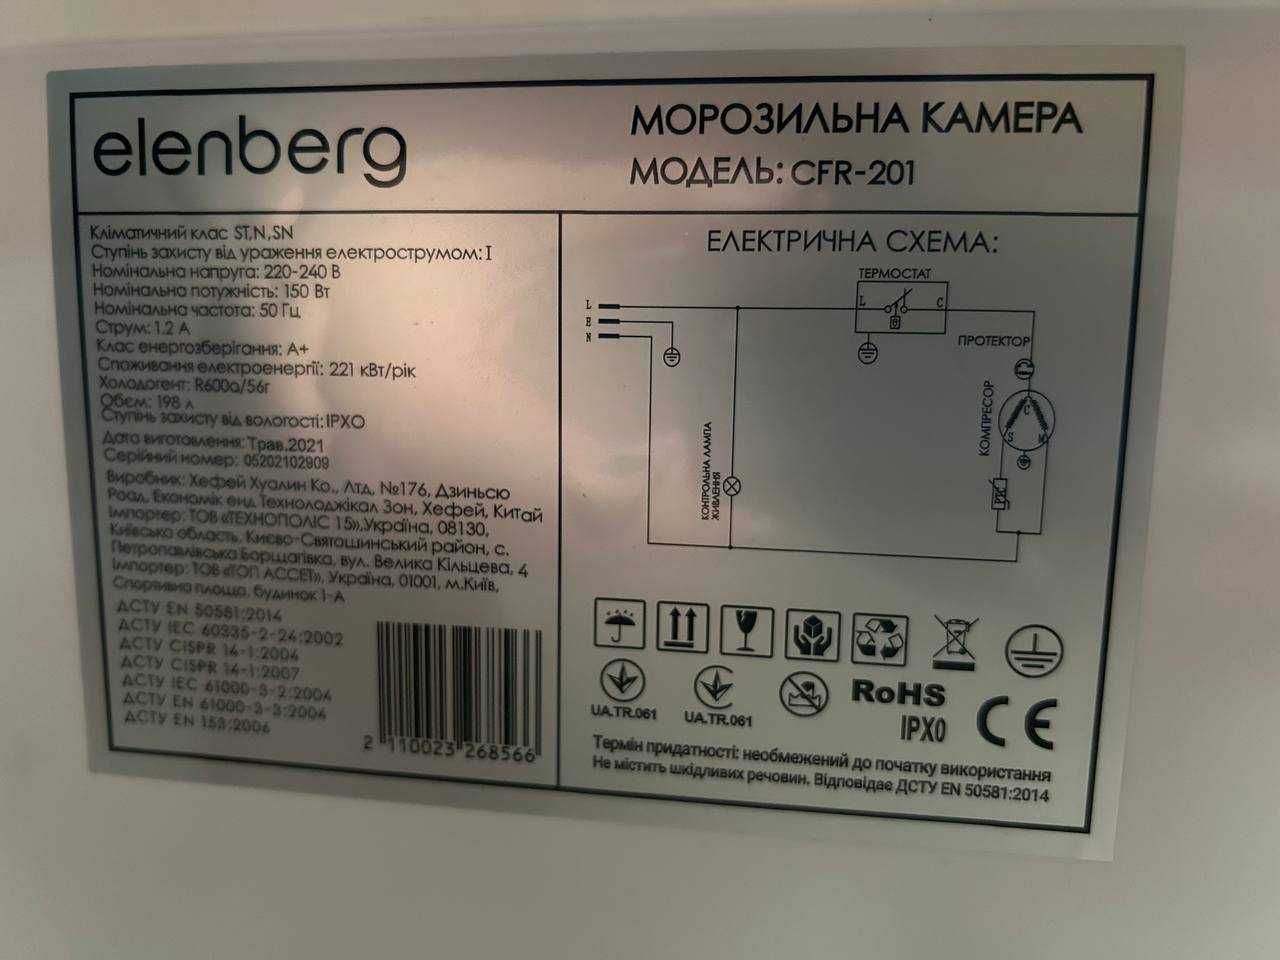 elenberg
МОРОЗИЛЬНА КАМЕРА
МОДЕЛЬ: CFR-201
Кліматичний клас ST,N,SN
Ступінь захисту від ураження електрострумом: I
Номінальна напруга: 220-240 В
Номінальна потужність: 150 Вт
Номінальна частота: 50 Гц
Струм: 1.2 А
Клас енергозберігання: А+
Споживання електроенергії: 221 кВт/рік
Холодогент: R600a/56г
Обєм: 198 л
Ступінь захисту від вологості: IPX0
Дата виготовлення: Трав.2021
Серійний номер: 05202102909
Виробник: Хефей Хуалин Ко., Лтд, №176, Дзиньсю
Роад, Економік енд Технолоджікал Зон, Хефей, Китай
Імпортер: ТОВ «ТЕХНОПОЛІС 15»,Україна, 08130,
Київська область, Києво-Святошинський район, с.
Петропавлівська Борщагівка, вул. Велика Кільцева, 4
Імпортер: ТОВ «ТОП АССЕТ», Україна, 01001, м.Київ,
Спортивна площа, будинок 1-А
ДСТУ EN 50581:2014
ДСТУ IEC 60335-2-24:2002
ДСТУ CISPR 14-1:2004
ДСТУ CISPR 14-1:2007
ДСТУ IEC 61000-3-2:2004
ДСТУ EN 61000-3-3:2004
ДСТУ EN 153:2006
2 110023 268566
ЕЛЕКТРИЧНА СХЕМА:
ТЕРМОСТАТ
L C
L
E
N
ПРОТЕКТОР
КОМПРЕСОР
C
S M
PTC
КОНТРОЛЬНА ЛАМПА
ЖИВЛЕННЯ
UA.TR.061
UA.TR.061
RoHS
IPX0
CE
Термін придатності: необмежений до початку використання
Не містить шкідливих речовин. Відповідає ДСТУ EN 50581:2014